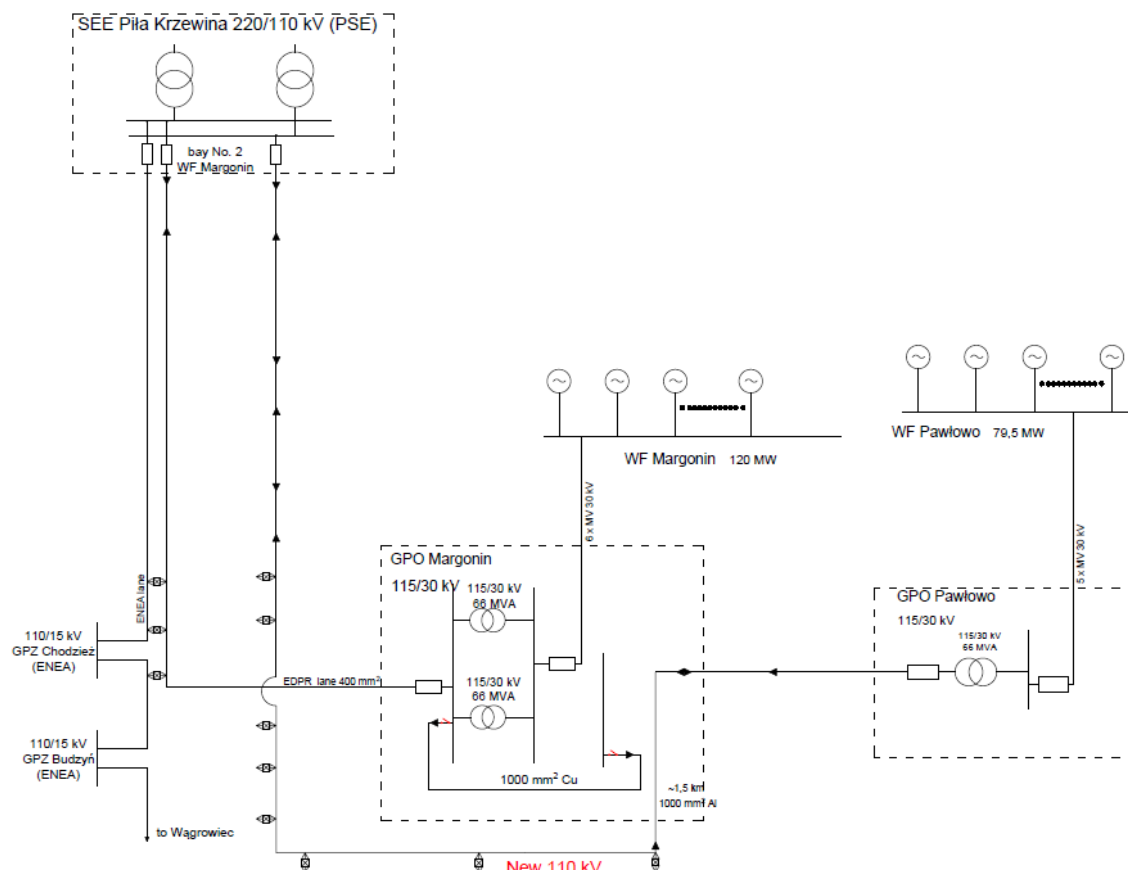 SEE Piła Krzewina 220/110 kV (PSE)
bay No. 2
WF Margonin
WF Margonin 120 MW
WF Pawłowo 79,5 MW
6 x MV 30 kV
5 x MV 30 kV
ENEA lane
GPO Margonin
115/30 kV
115/30 kV
66 MVA
115/30 kV
66 MVA
GPO Pawłowo
115/30 kV
115/30 kV
66 MVA
110/15 kV
GPZ Chodzież
(ENEA)
EDPR lane 400 mm²
110/15 kV
GPZ Budzyń
(ENEA)
1000 mm² Cu
~1,5 km
1000 mm² Al
to Wągrowiec
New 110 kV